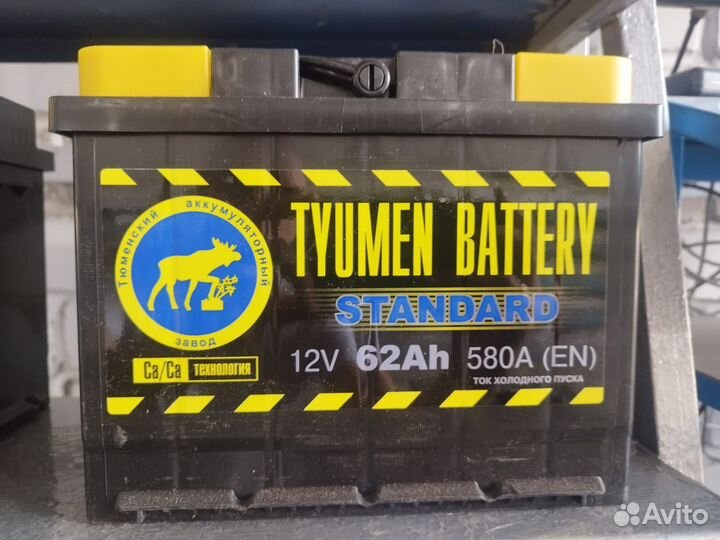 Тюменский аккумуляторный
завод
TYUMEN BATTERY
STANDARD
12V 62Ah 580A (EN)
ТОК ХОЛОДНОГО ПУСКА
Ca/Ca технология
Avito